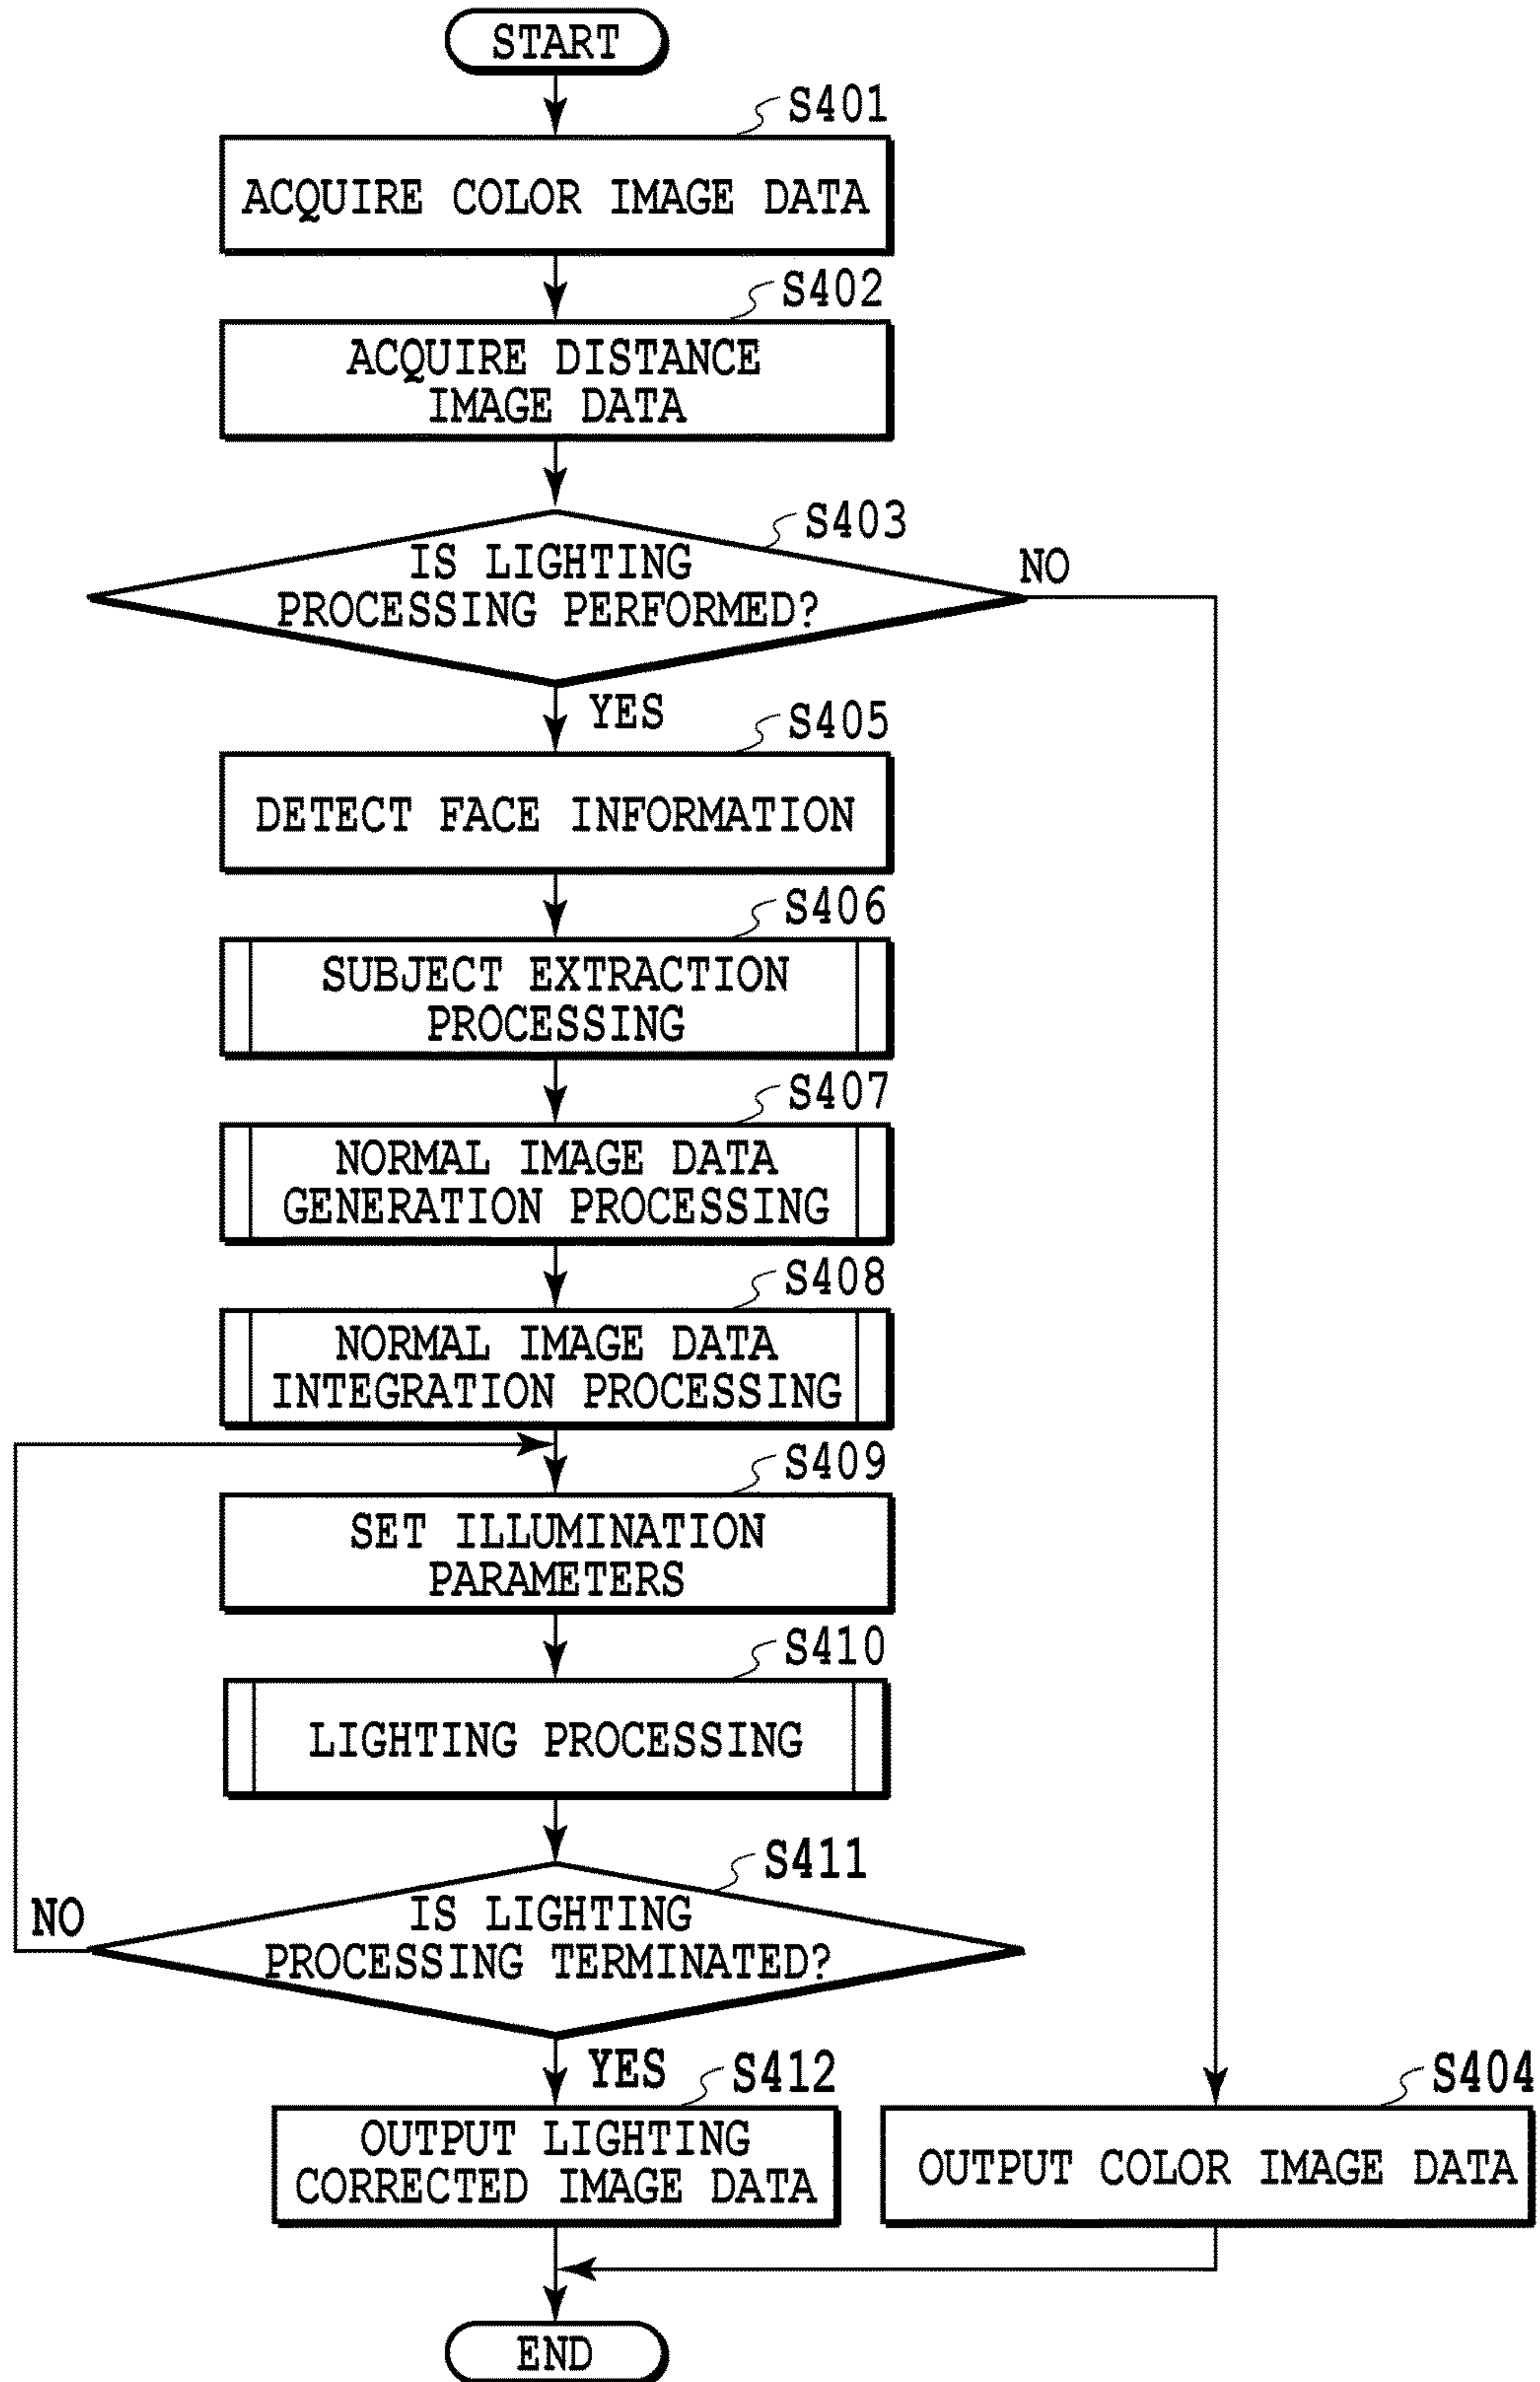 START
S401
ACQUIRE COLOR IMAGE DATA
S402
ACQUIRE DISTANCE
IMAGE DATA
S403
IS LIGHTING
PROCESSING PERFORMED?
NO
YES
S405
DETECT FACE INFORMATION
S406
SUBJECT EXTRACTION
PROCESSING
S407
NORMAL IMAGE DATA
GENERATION PROCESSING
S408
NORMAL IMAGE DATA
INTEGRATION PROCESSING
S409
SET ILLUMINATION
PARAMETERS
S410
LIGHTING PROCESSING
S411
IS LIGHTING
PROCESSING TERMINATED?
NO
YES
S412
OUTPUT LIGHTING
CORRECTED IMAGE DATA
S404
OUTPUT COLOR IMAGE DATA
END